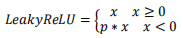 LeakyReLU = { x   x ≥ 0
p * x   x < 0